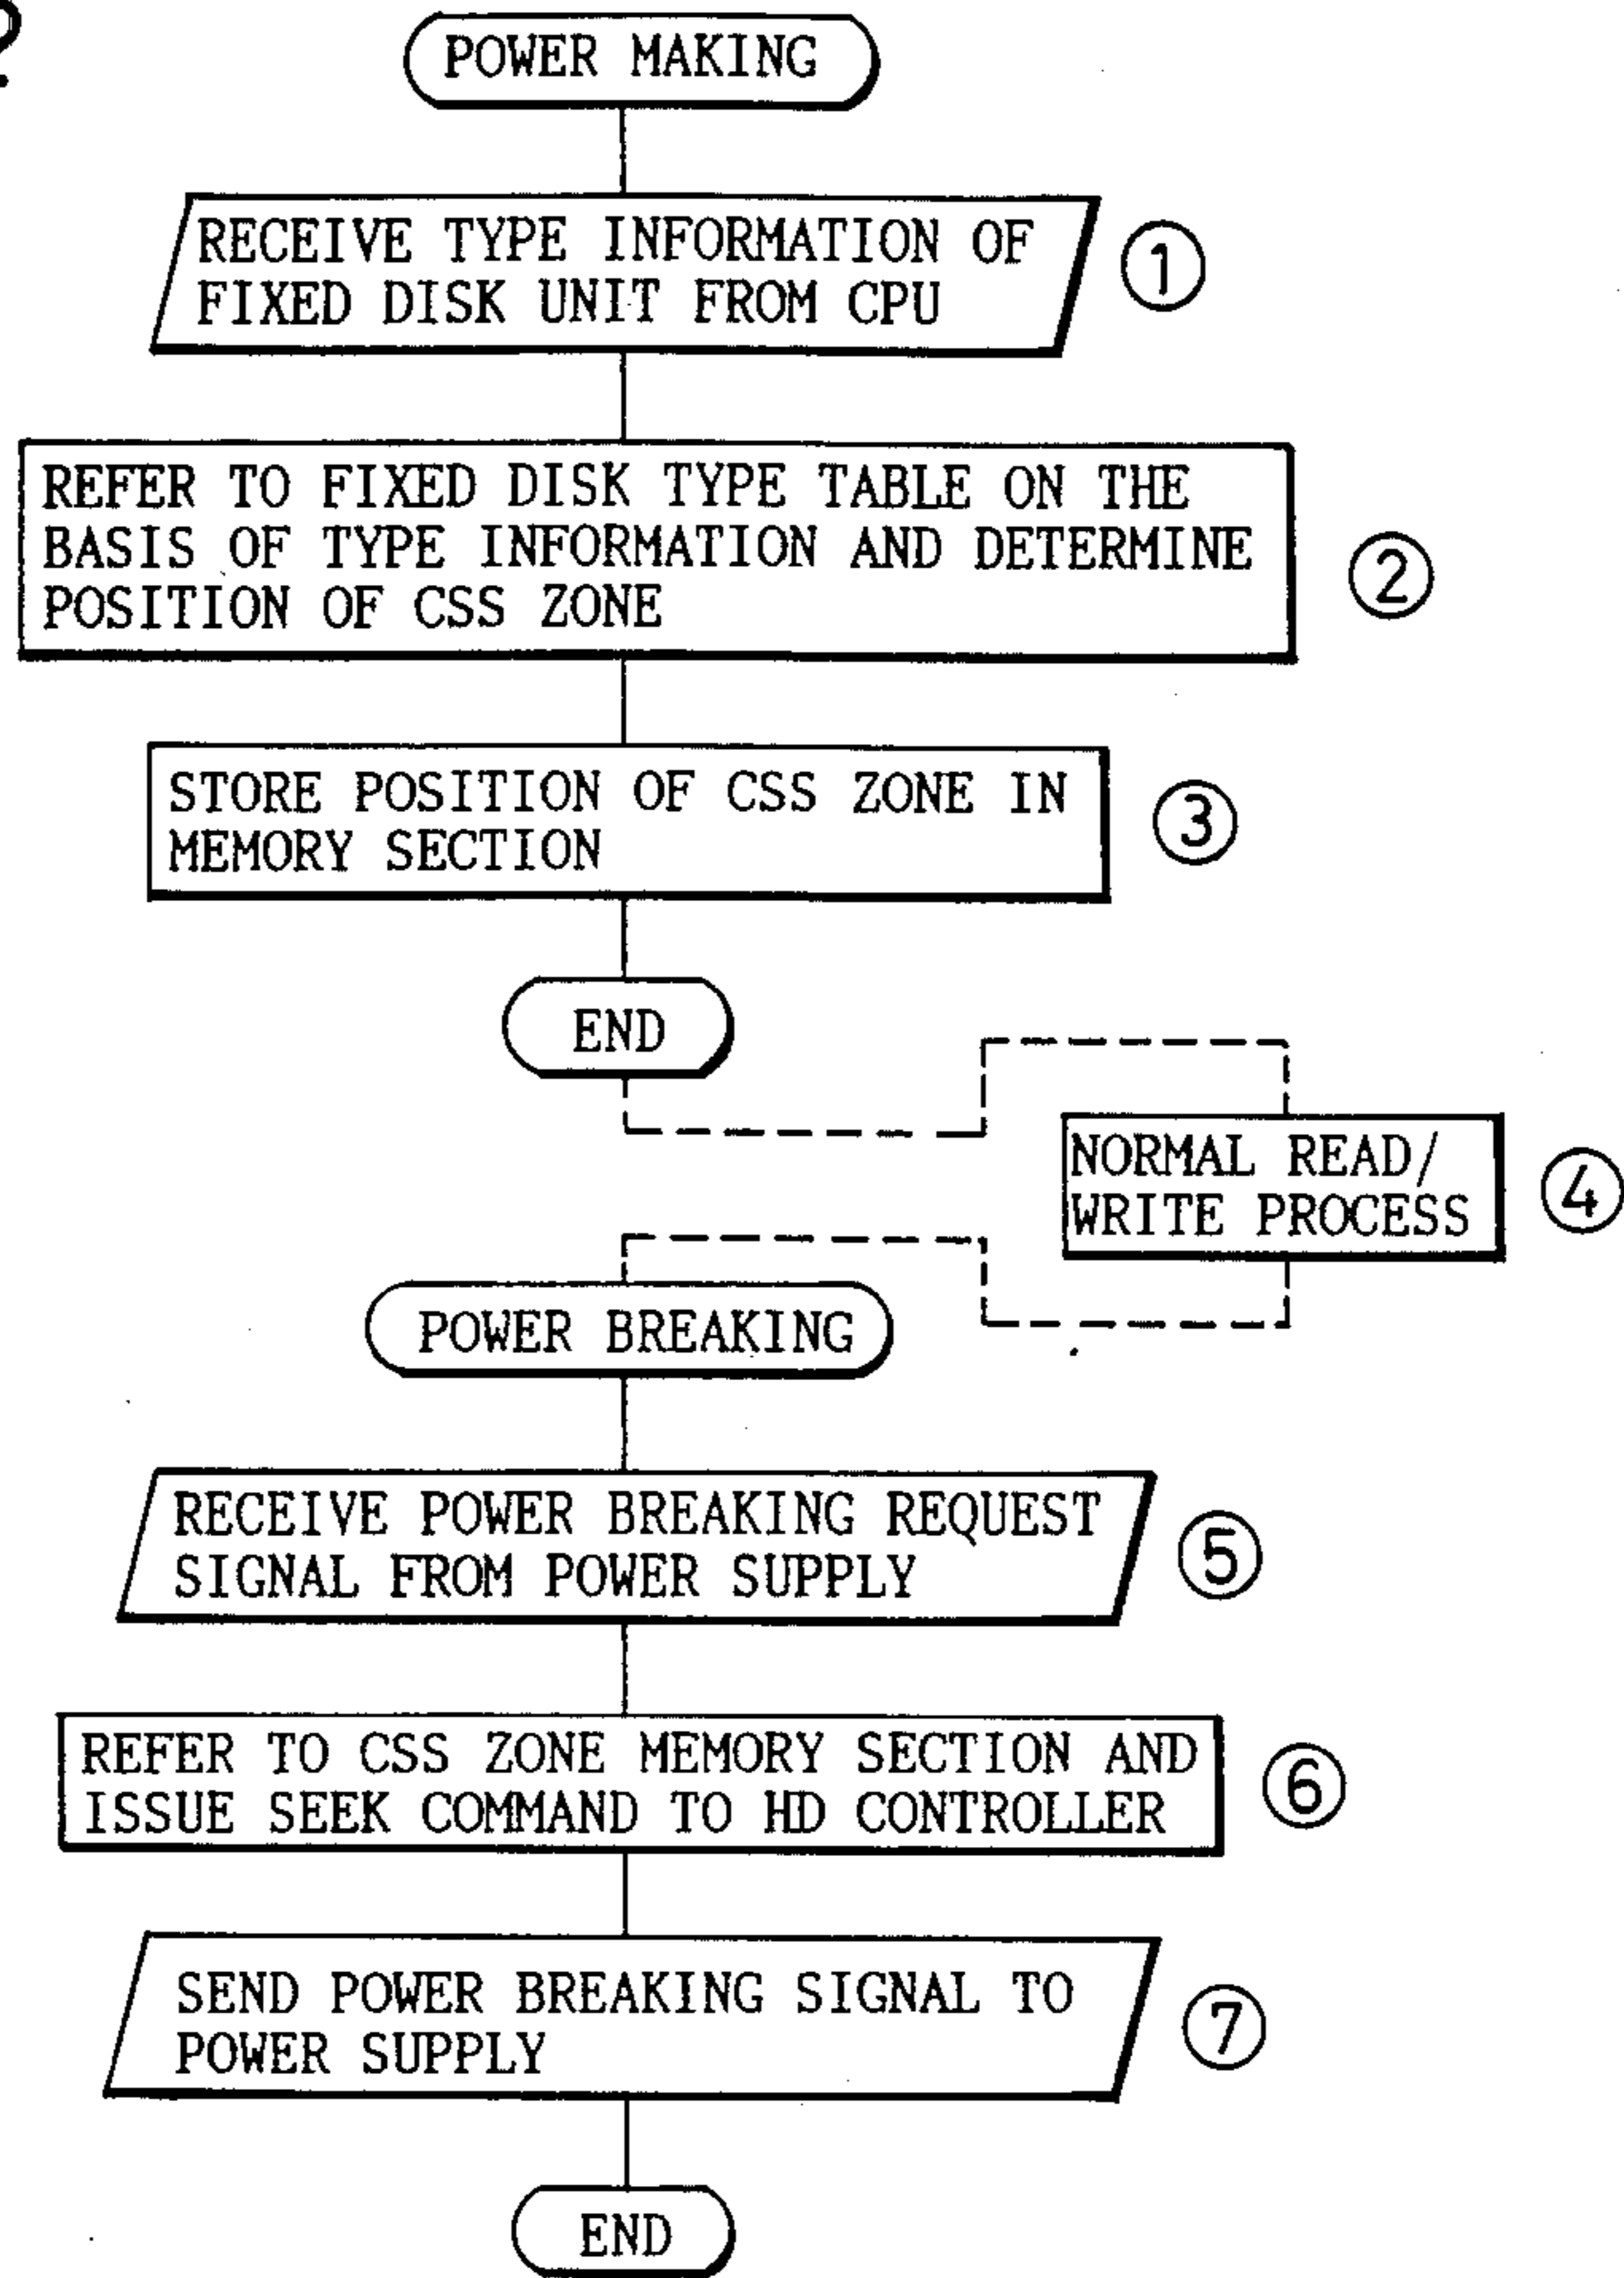 POWER MAKING
RECEIVE TYPE INFORMATION OF
FIXED DISK UNIT FROM CPU
①
REFER TO FIXED DISK TYPE TABLE ON THE
BASIS OF TYPE INFORMATION AND DETERMINE
POSITION OF CSS ZONE
②
STORE POSITION OF CSS ZONE IN
MEMORY SECTION
③
END
NORMAL READ/
WRITE PROCESS
④
POWER BREAKING
RECEIVE POWER BREAKING REQUEST
SIGNAL FROM POWER SUPPLY
⑤
REFER TO CSS ZONE MEMORY SECTION AND
ISSUE SEEK COMMAND TO HD CONTROLLER
⑥
SEND POWER BREAKING SIGNAL TO
POWER SUPPLY
⑦
END